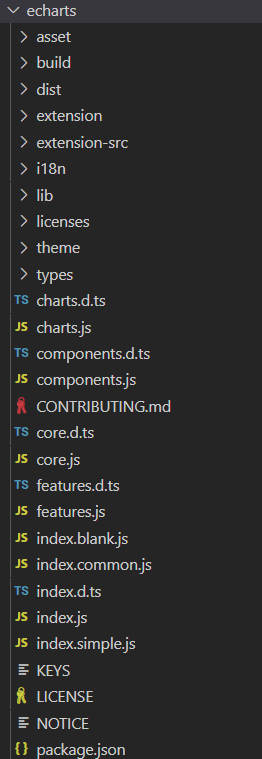 echarts
asset
build
dist
extension
extension-src
i18n
lib
licenses
theme
types
TS charts.d.ts
JS charts.js
TS components.d.ts
JS components.js
CONTRIBUTING.md
TS core.d.ts
JS core.js
TS features.d.ts
JS features.js
JS index.blank.js
JS index.common.js
TS index.d.ts
JS index.js
JS index.simple.js
KEYS
LICENSE
NOTICE
{} package.json